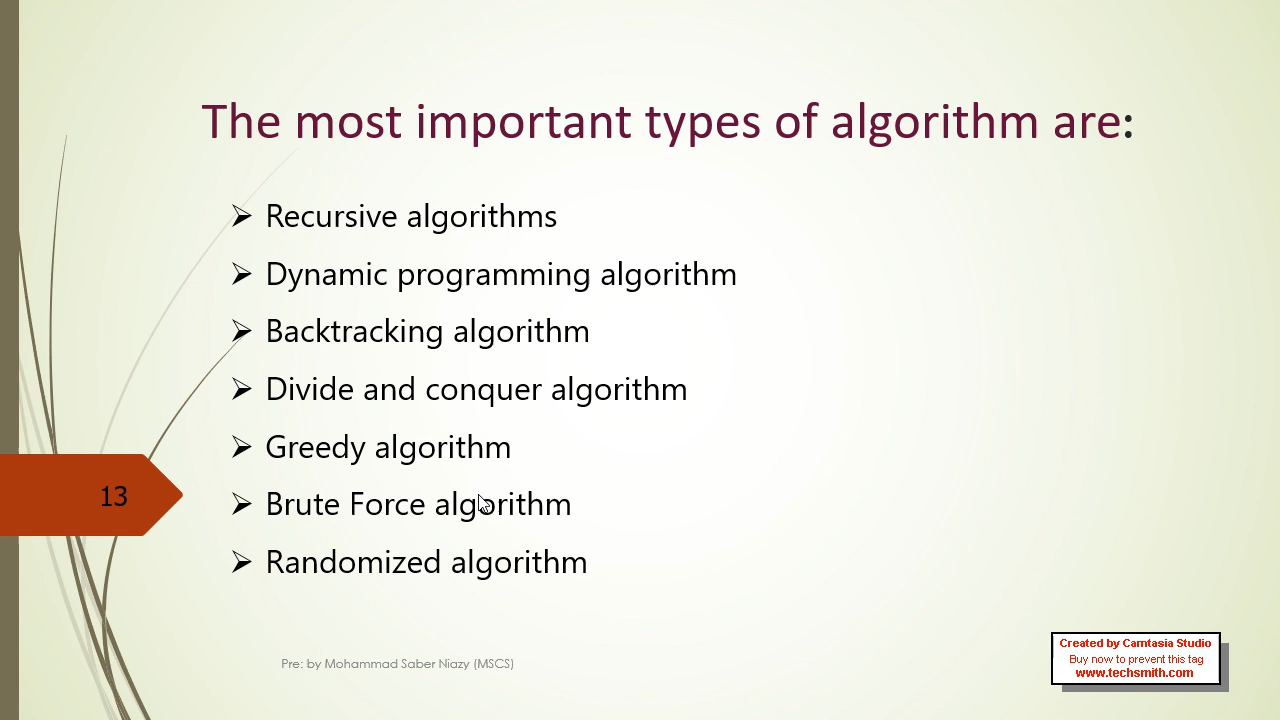 The most important types of algorithm are:
Recursive algorithms
Dynamic programming algorithm
Backtracking algorithm
Divide and conquer algorithm
Greedy algorithm
Brute Force algorithm
Randomized algorithm
13
Pre: by Mohammad Saber Niazy (MSCS)
Created by Camtasia Studio
Buy now to prevent this tag
www.techsmith.com